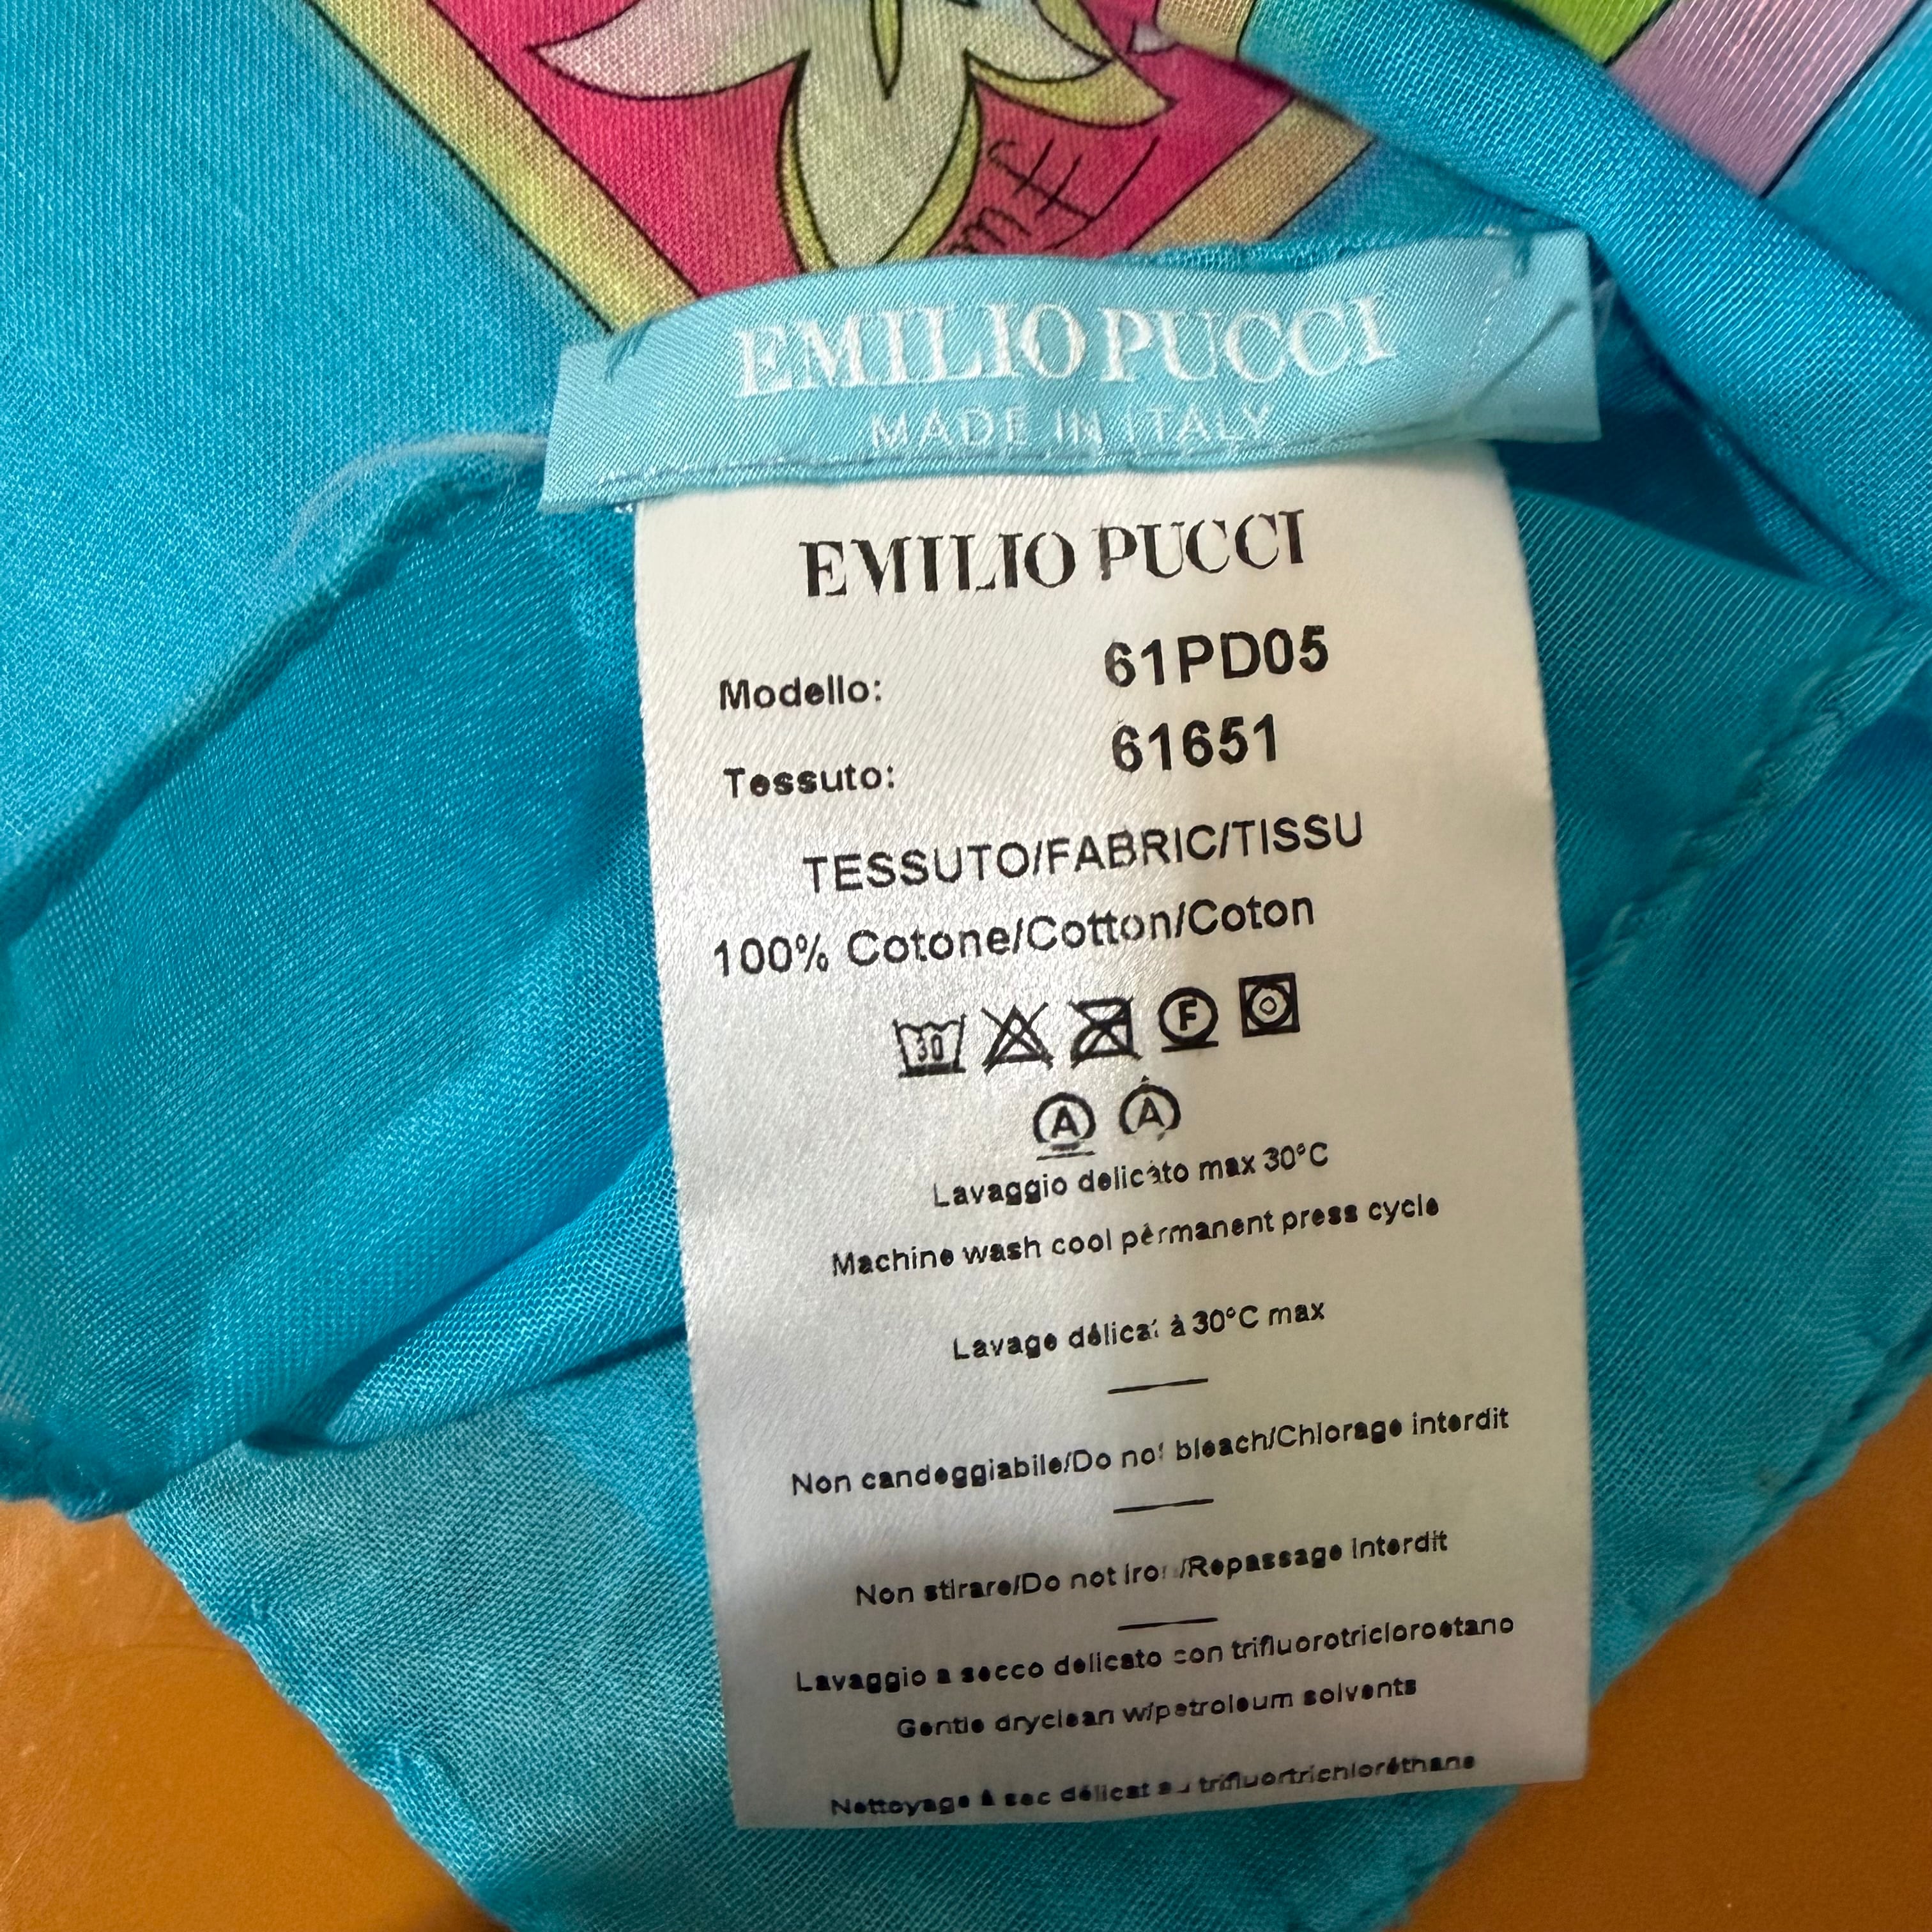 EMILIO PUCCI
MADE IN ITALY
EMILIO PUCCI
Modello: 61PD05
Tessuto: 61651
TESSUTO/FABRIC/TISSU
100% Cotone/Cotton/Coton
30 F
A A
Lavaggio delicato max 30°C
Machine wash cool permanent press cycle
Lavage délicat à 30°C max
Non candeggiabile/Do not bleach/Chlorage interdit
Non stirare/Do not iron/Repassage interdit
Lavaggio a secco delicato con trifluorotricloroetano
Gentle dryclean w/petroleum solvents
Nettoyage à sec délicat au trifluortrichloréthane